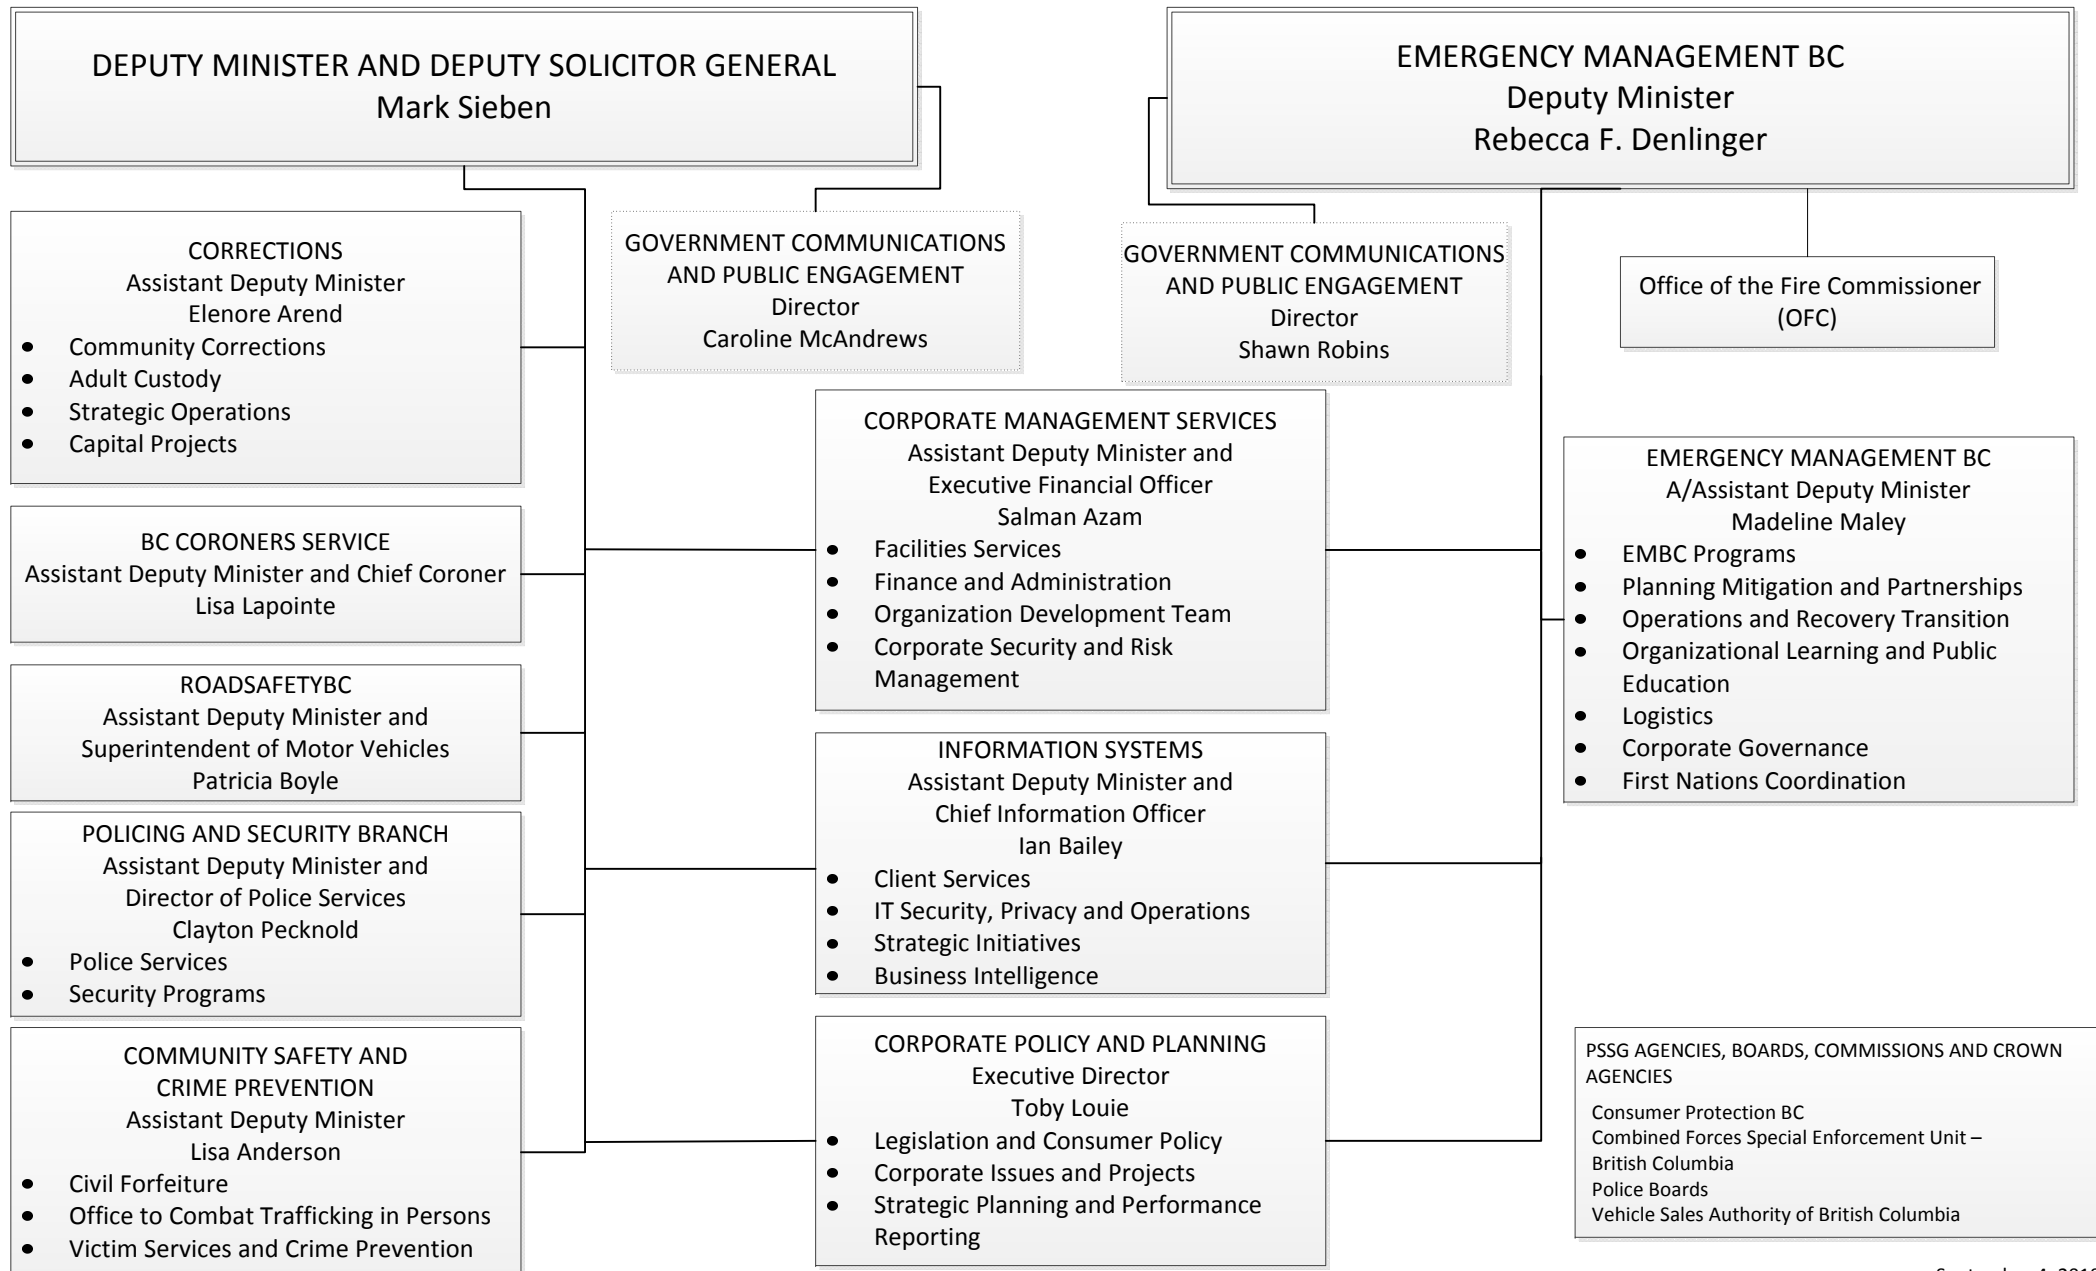 DEPUTY MINISTER AND DEPUTY SOLICITOR GENERAL
Mark Sieben
EMERGENCY MANAGEMENT BC
Deputy Minister
Rebecca F. Denlinger
CORRECTIONS
Assistant Deputy Minister
Elenore Arend
• Community Corrections
• Adult Custody
• Strategic Operations
• Capital Projects
GOVERNMENT COMMUNICATIONS
AND PUBLIC ENGAGEMENT
Director
Caroline McAndrews
GOVERNMENT COMMUNICATIONS
AND PUBLIC ENGAGEMENT
Director
Shawn Robins
Office of the Fire Commissioner
(OFC)
BC CORONERS SERVICE
Assistant Deputy Minister and Chief Coroner
Lisa Lapointe
ROADSAFETYBC
Assistant Deputy Minister and
Superintendent of Motor Vehicles
Patricia Boyle
POLICING AND SECURITY BRANCH
Assistant Deputy Minister and
Director of Police Services
Clayton Pecknold
• Police Services
• Security Programs
COMMUNITY SAFETY AND
CRIME PREVENTION
Assistant Deputy Minister
Lisa Anderson
• Civil Forfeiture
• Office to Combat Trafficking in Persons
• Victim Services and Crime Prevention
CORPORATE MANAGEMENT SERVICES
Assistant Deputy Minister and
Executive Financial Officer
Salman Azam
• Facilities Services
• Finance and Administration
• Organization Development Team
• Corporate Security and Risk
Management
INFORMATION SYSTEMS
Assistant Deputy Minister and
Chief Information Officer
Ian Bailey
• Client Services
• IT Security, Privacy and Operations
• Strategic Initiatives
• Business Intelligence
CORPORATE POLICY AND PLANNING
Executive Director
Toby Louie
• Legislation and Consumer Policy
• Corporate Issues and Projects
• Strategic Planning and Performance
Reporting
EMERGENCY MANAGEMENT BC
A/Assistant Deputy Minister
Madeline Maley
• EMBC Programs
• Planning Mitigation and Partnerships
• Operations and Recovery Transition
• Organizational Learning and Public
Education
• Logistics
• Corporate Governance
• First Nations Coordination
PSSG AGENCIES, BOARDS, COMMISSIONS AND CROWN
AGENCIES
Consumer Protection BC
Combined Forces Special Enforcement Unit –
British Columbia
Police Boards
Vehicle Sales Authority of British Columbia